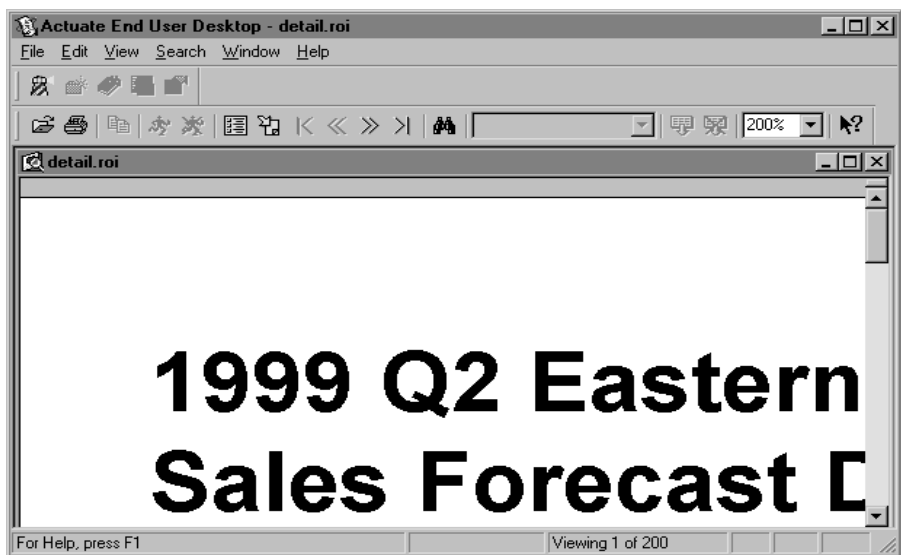 Actuate End User Desktop - detail.roi
File Edit View Search Window Help
200%
detail.roi
1999 Q2 Eastern
Sales Forecast
For Help, press F1 Viewing 1 of 200